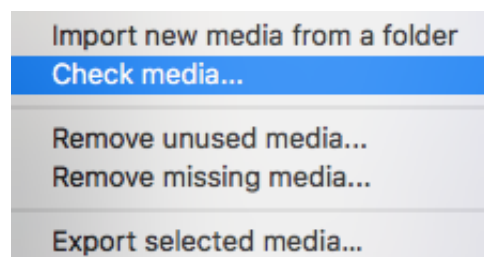 Import new media from a folder
Check media...
Remove unused media...
Remove missing media...
Export selected media...